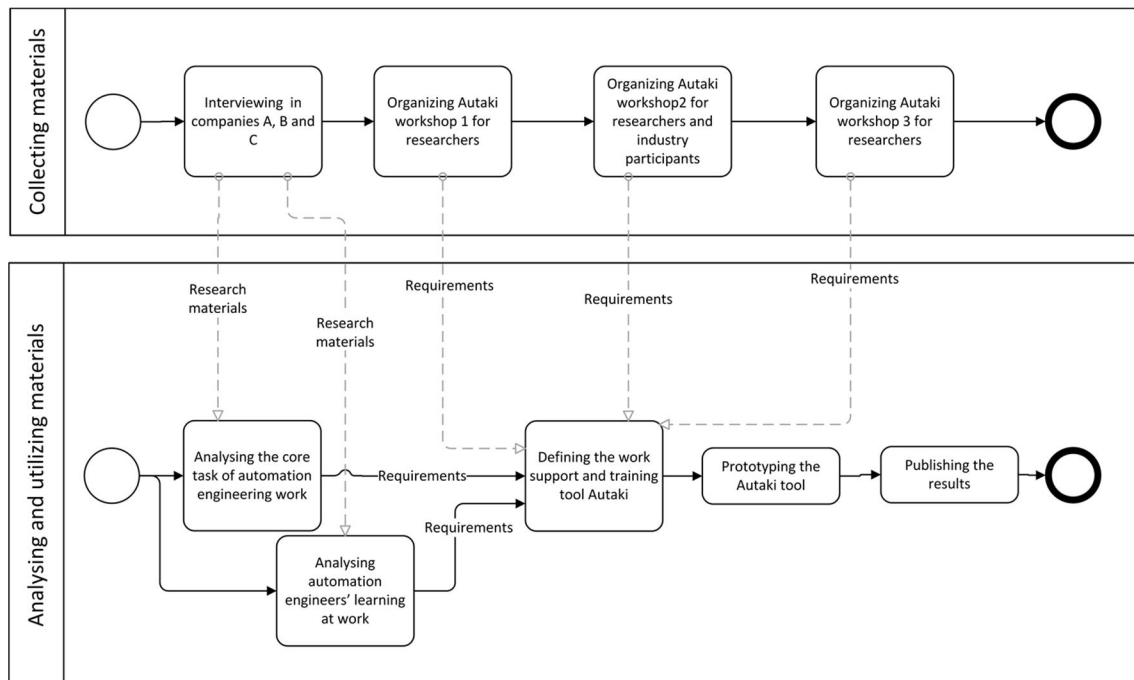 Collecting materials
Interviewing in
companies A, B and
C
Organizing Autaki
workshop 1 for
researchers
Organizing Autaki
workshop2 for
researchers and
industry
participants
Organizing Autaki
workshop 3 for
researchers
Analysing and utilizing materials
Research
materials
Research
materials
Requirements
Requirements
Requirements
Analysing the core
task of automation
engineering work
Requirements
Analysing
automation
engineers’ learning
at work
Requirements
Defining the work
support and training
tool Autaki
Prototyping the
Autaki tool
Publishing the
results